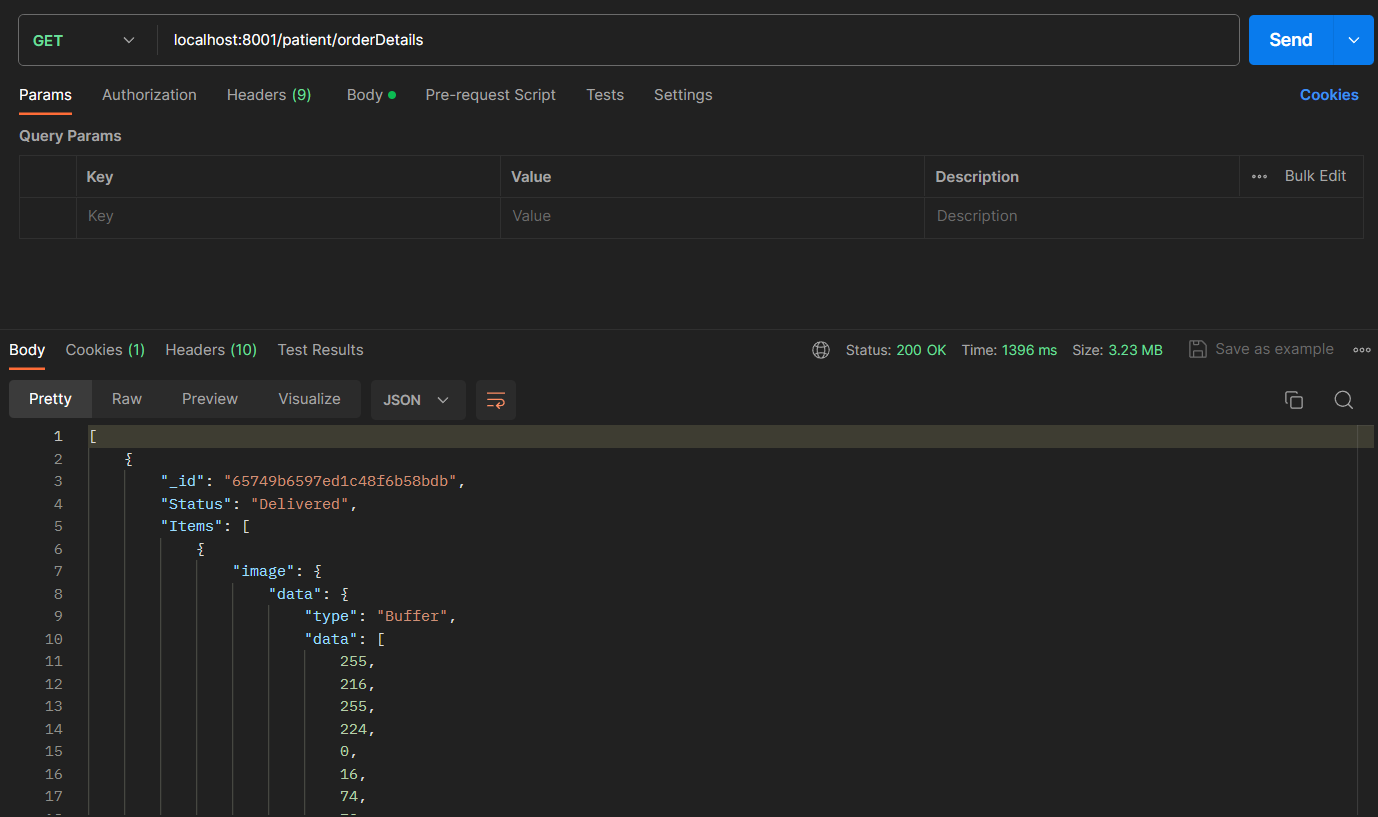 GET localhost:8001/patient/orderDetails Send
Params Authorization Headers (9) Body Pre-request Script Tests Settings Cookies
Query Params
Key Value Description Bulk Edit
Key Value Description
Body Cookies (1) Headers (10) Test Results Status: 200 OK Time: 1396 ms Size: 3.23 MB Save as example
Pretty Raw Preview Visualize JSON
1 [
2 {
3 "_id": "65749b6597ed1c48f6b58bdb",
4 "Status": "Delivered",
5 "Items": [
6 {
7 "image": {
8 "data": {
9 "type": "Buffer",
10 "data": [
11 255,
12 216,
13 255,
14 224,
15 0,
16 16,
17 74,